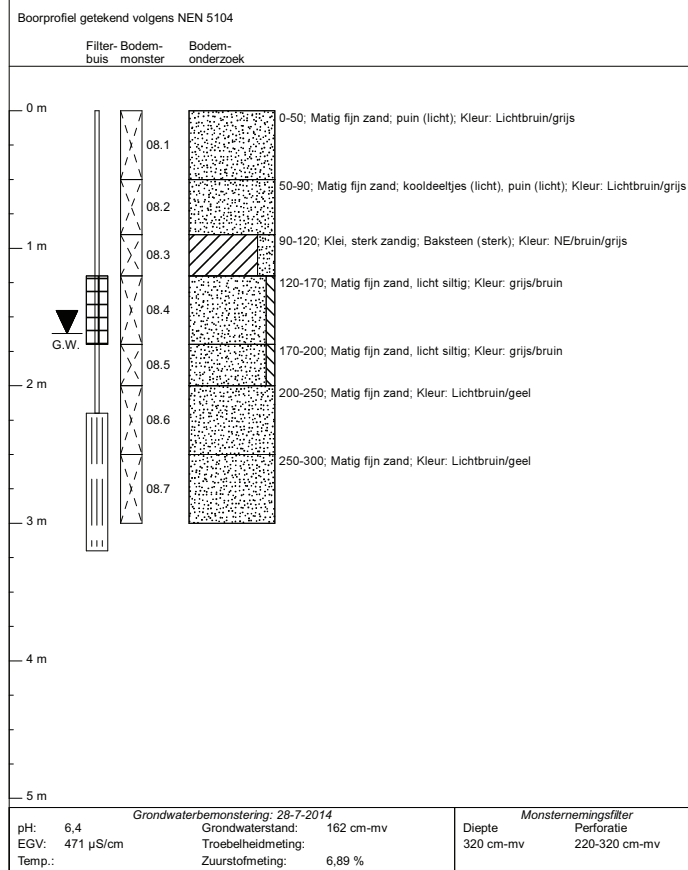 Boorprofiel getekend volgens NEN 5104
Filter- Bodem- Bodem-
buis monster onderzoek
0 m
0-50; Matig fijn zand; puin (licht); Kleur: Lichtbruin/grijs
08.1
50-90; Matig fijn zand; kooldeeltjes (licht), puin (licht); Kleur: Lichtbruin/grijs
08.2
90-120; Klei, sterk zandig; Baksteen (sterk); Kleur: NE/bruin/grijs
1 m
08.3
120-170; Matig fijn zand, licht siltig; Kleur: grijs/bruin
08.4
G.W.
170-200; Matig fijn zand, licht siltig; Kleur: grijs/bruin
08.5
2 m
200-250; Matig fijn zand; Kleur: Lichtbruin/geel
08.6
250-300; Matig fijn zand; Kleur: Lichtbruin/geel
08.7
3 m
4 m
5 m
Grondwaterbemonstering: 28-7-2014 Monsternemingsfilter
pH: 6,4 Grondwaterstand: 162 cm-mv Diepte Perforatie
EGV: 471 µS/cm Troebelheidmeting: 320 cm-mv 220-320 cm-mv
Temp.: Zuurstofmeting: 6,89 %